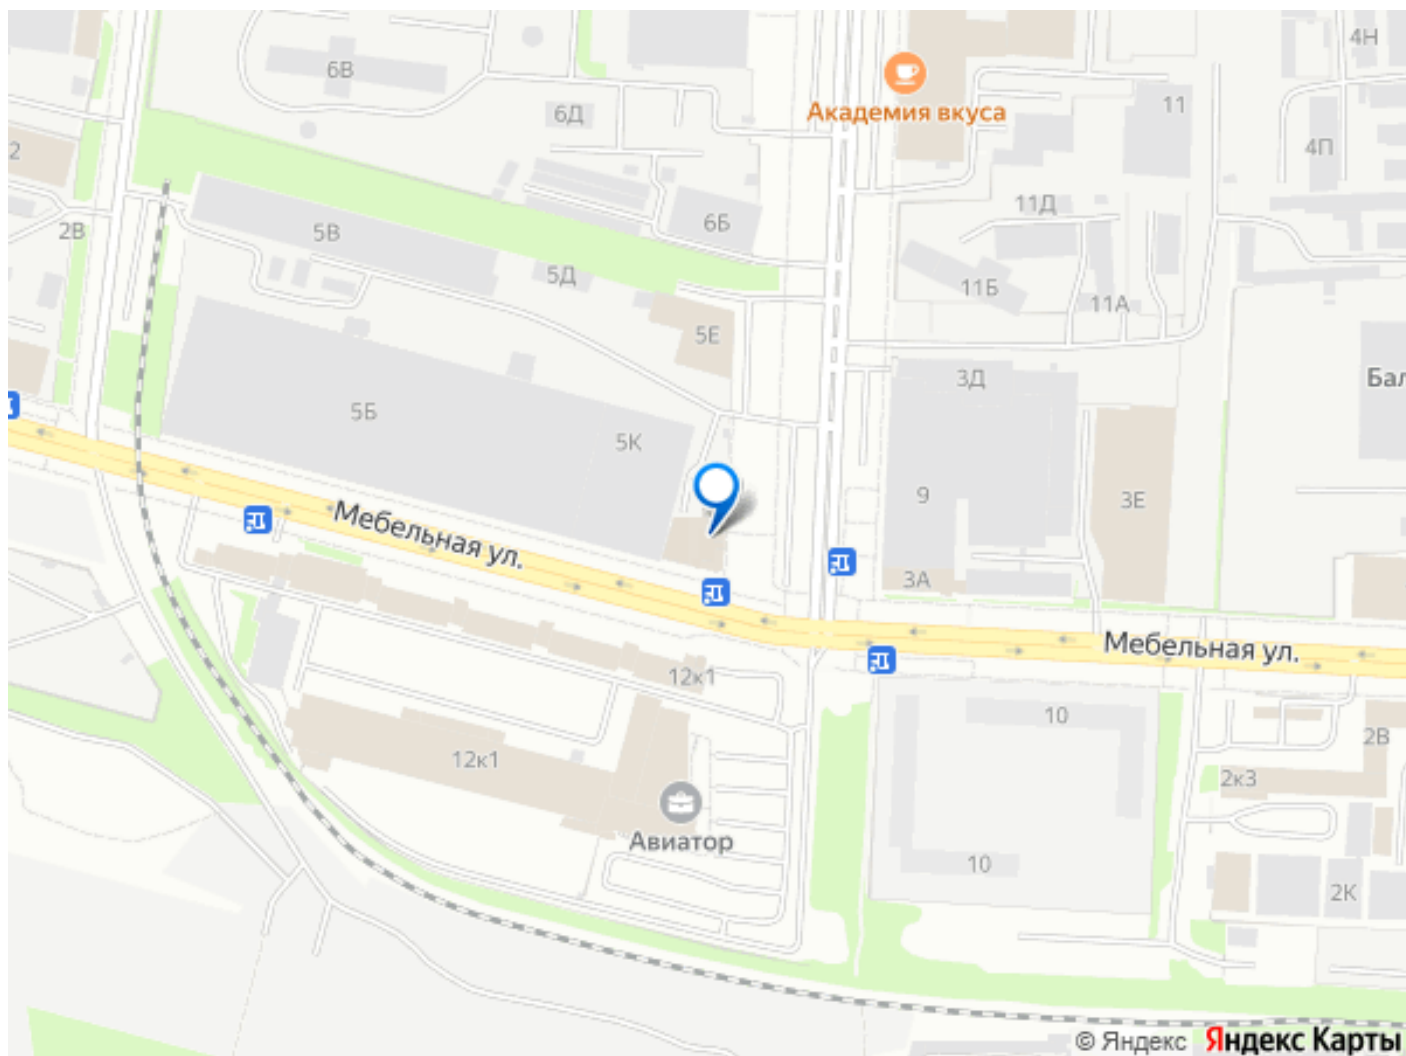 4Н
6В
Академия вкуса
11
6Д
2
4П
11Д
6Б
2В
5В
5Д
11Б
11А
5Е
3Д
Бал
5Б
5К
9
3Е
Мебельная ул.
3А
Мебельная ул.
12к1
10
2В
12к1
2к3
Авиатор
10
2К
© Яндекс Яндекс Карты